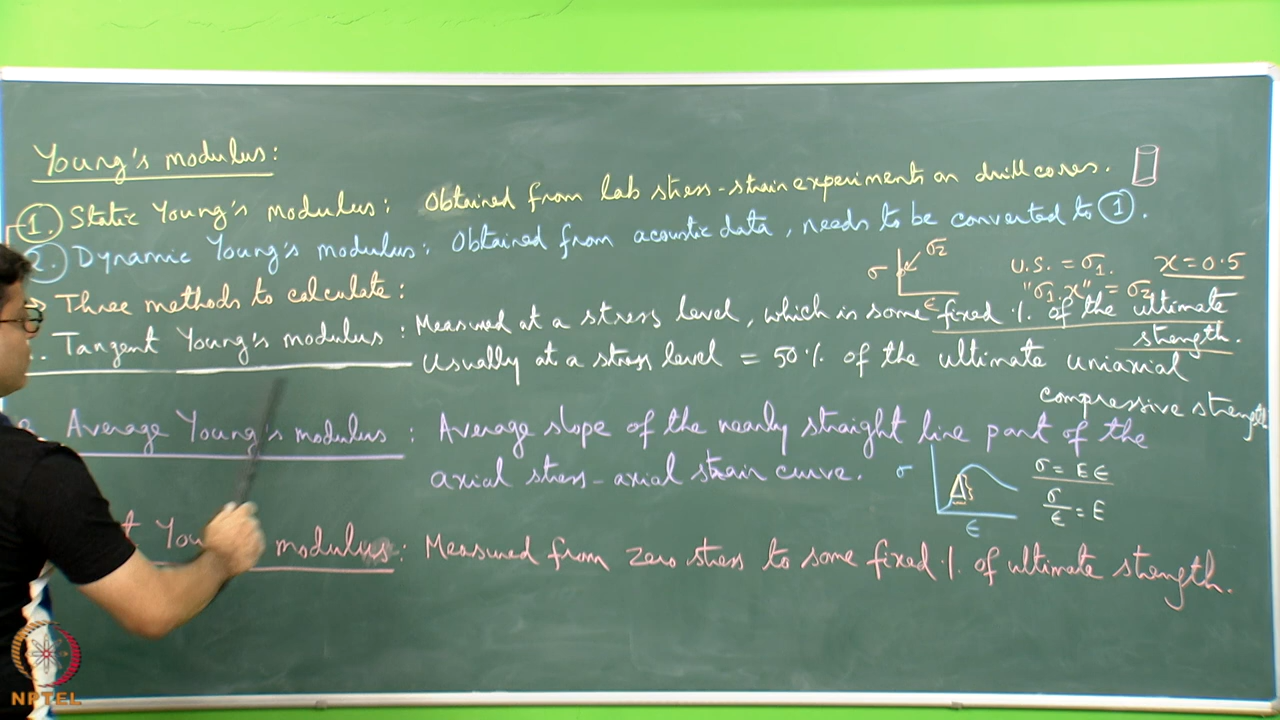 Young's modulus:
1. Static Young's modulus: Obtained from lab stress-strain experiments on drill cores.
2. Dynamic Young's modulus: Obtained from acoustic data, needs to be converted to 1.
σ2
σ
ε
U.S. = σ1.
x = 0.5
"σ1.x" = σ2
→ Three methods to calculate:
Tangent Young's modulus: Measured at a stress level, which is some fixed % of the ultimate
strength.
Usually at a stress level = 50% of the ultimate uniaxial
compressive strength
Average Young's modulus: Average slope of the nearly straight line part of the
axial stress-axial strain curve.
σ
ε
σ = E ε
σ/ε = E
modulus: Measured from zero stress to some fixed % of ultimate strength.
NPTEL